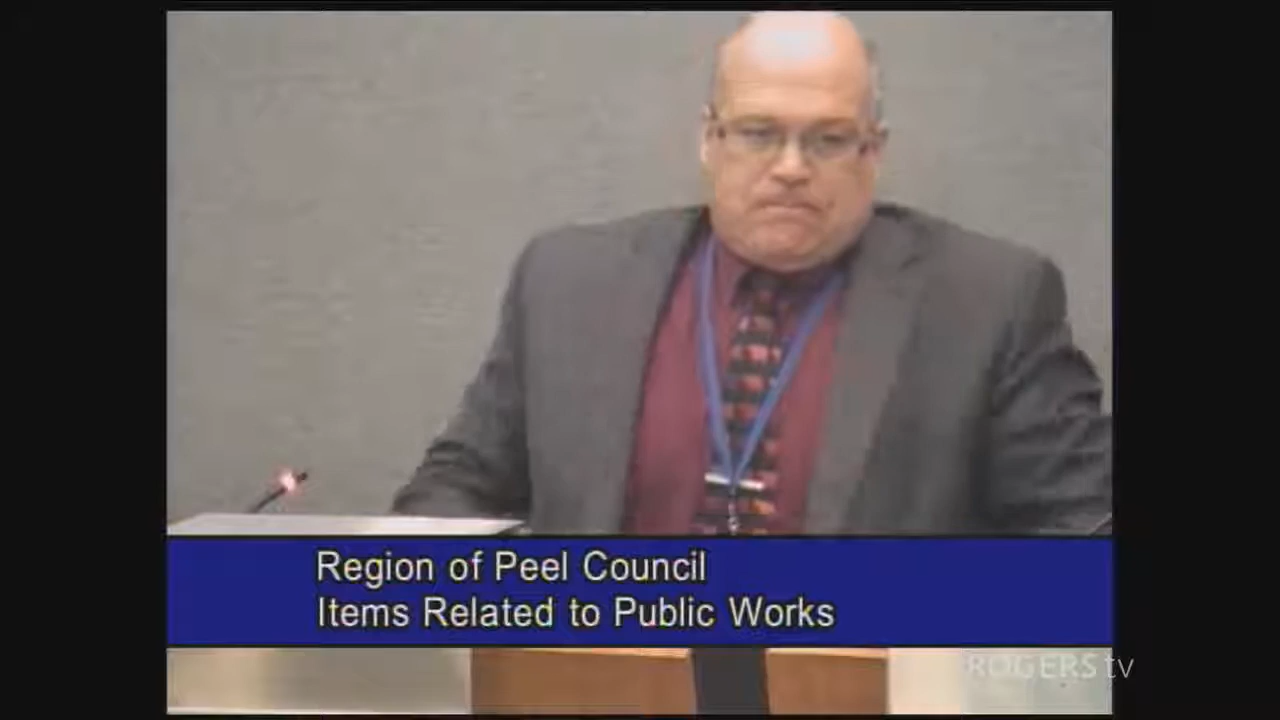 Region of Peel Council
Items Related to Public Works
ROGERS tv